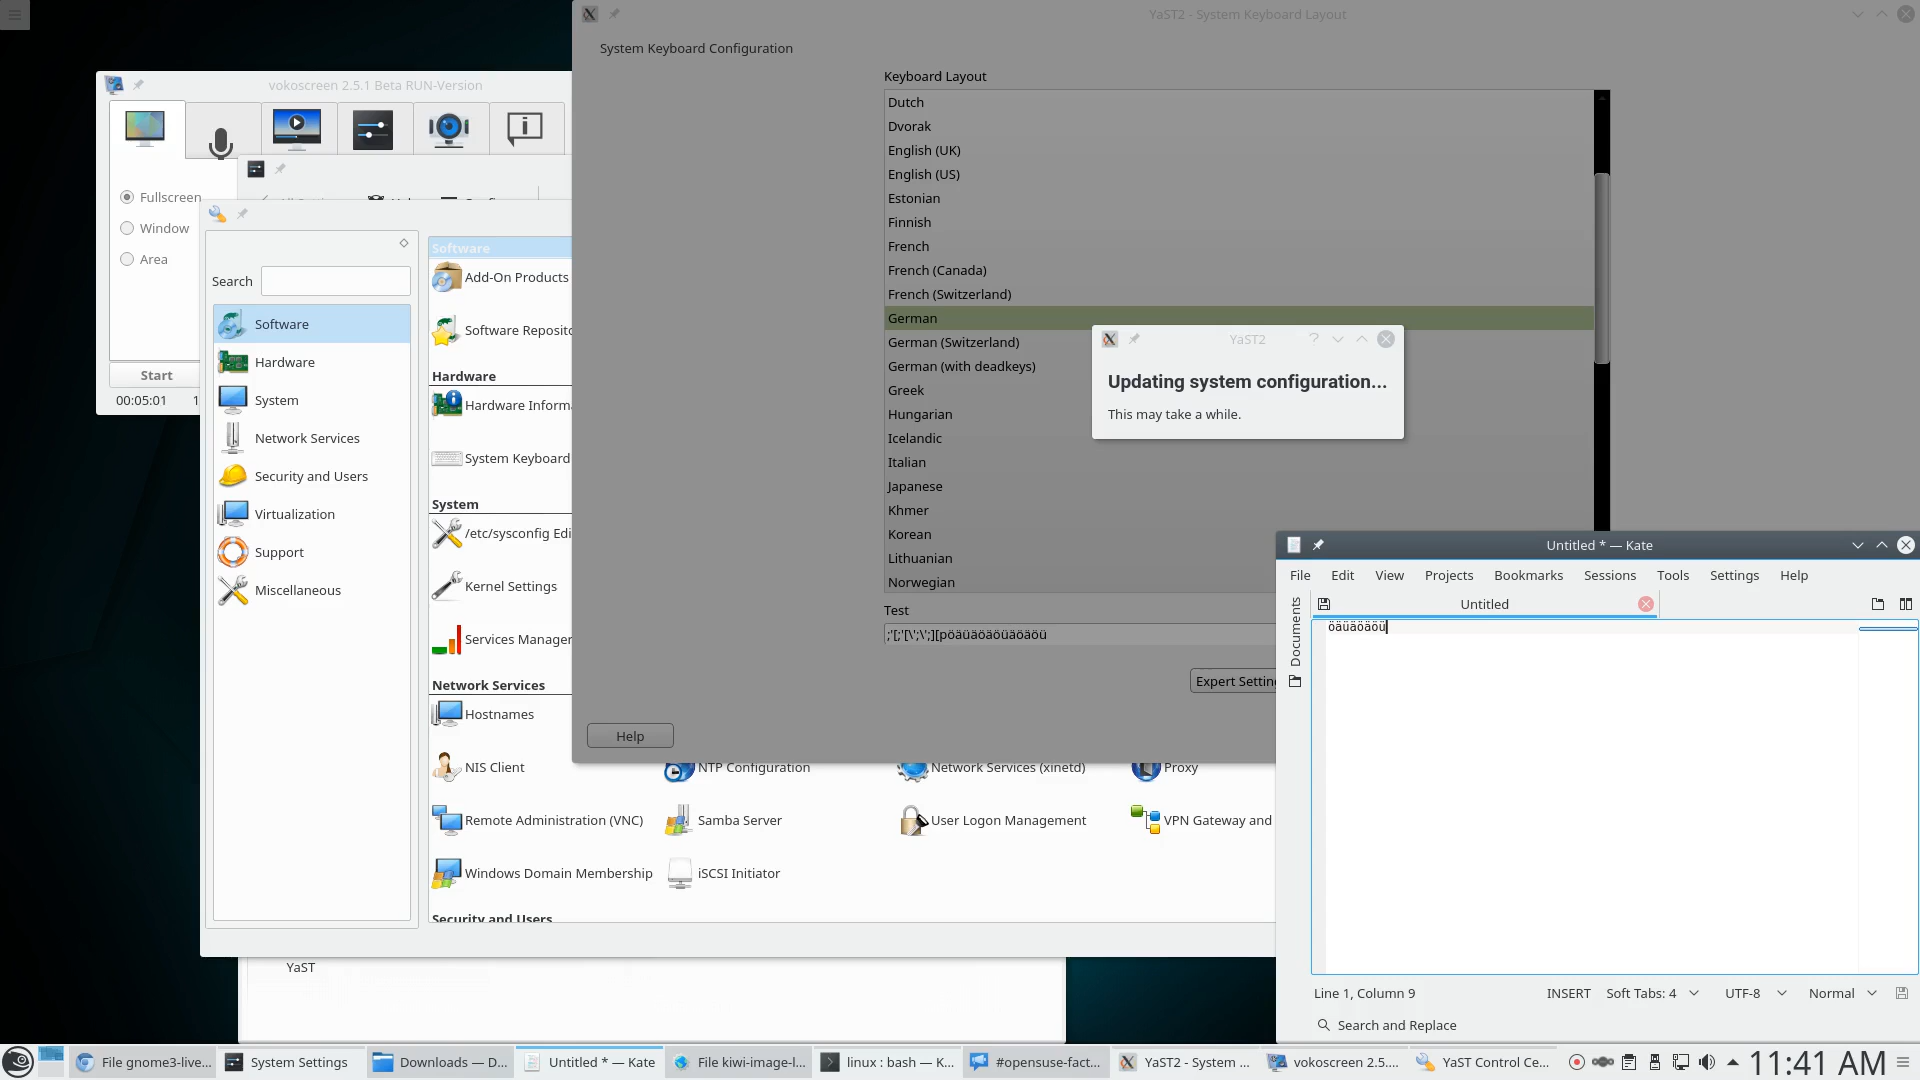 YaST2 - System Keyboard Layout
System Keyboard Configuration
Keyboard Layout
Dutch
Dvorak
English (UK)
English (US)
Estonian
Finnish
French
French (Canada)
French (Switzerland)
German
German (Switzerland)
German (with deadkeys)
Greek
Hungarian
Icelandic
Italian
Japanese
Khmer
Korean
Lithuanian
Norwegian
Test
;'[;'[\';\';][pöäüäöäöüäöäöü
Expert Settin
Help
YaST2
Updating system configuration...
This may take a while.
vokoscreen 2.5.1 Beta RUN-Version
Fullscreen
Window
Area
Start
00:05:01
Search
Software
Hardware
System
Network Services
Security and Users
Virtualization
Support
Miscellaneous
Software
Add-On Products
Software Reposito
Hardware
Hardware Informa
System Keyboard
System
/etc/sysconfig Edi
Kernel Settings
Services Manager
Network Services
Hostnames
NIS Client
NTP Configuration
Network Services (xinetd)
Proxy
Remote Administration (VNC)
Samba Server
User Logon Management
VPN Gateway and
Windows Domain Membership
iSCSI Initiator
Security and Users
YaST
Untitled * — Kate
File Edit View Projects Bookmarks Sessions Tools Settings Help
Documents
Untitled
Line 1, Column 9
INSERT
Soft Tabs: 4
UTF-8
Normal
Search and Replace
File gnome3-live...
System Settings
Downloads — D...
Untitled * — Kate
File kiwi-image-l...
linux : bash — K...
#opensuse-fact...
YaST2 - System ...
vokoscreen 2.5....
YaST Control Ce...
11:41 AM